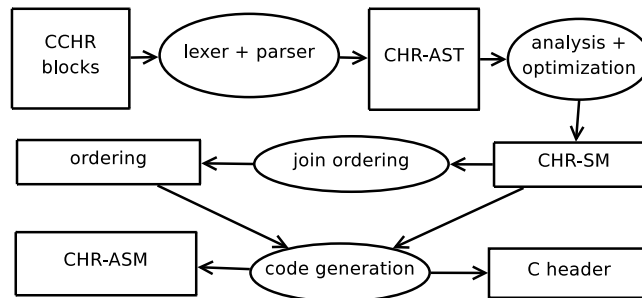 CCHR
blocks
lexer + parser
CHR-AST
analysis +
optimization
ordering
join ordering
CHR-SM
CHR-ASM
code generation
C header